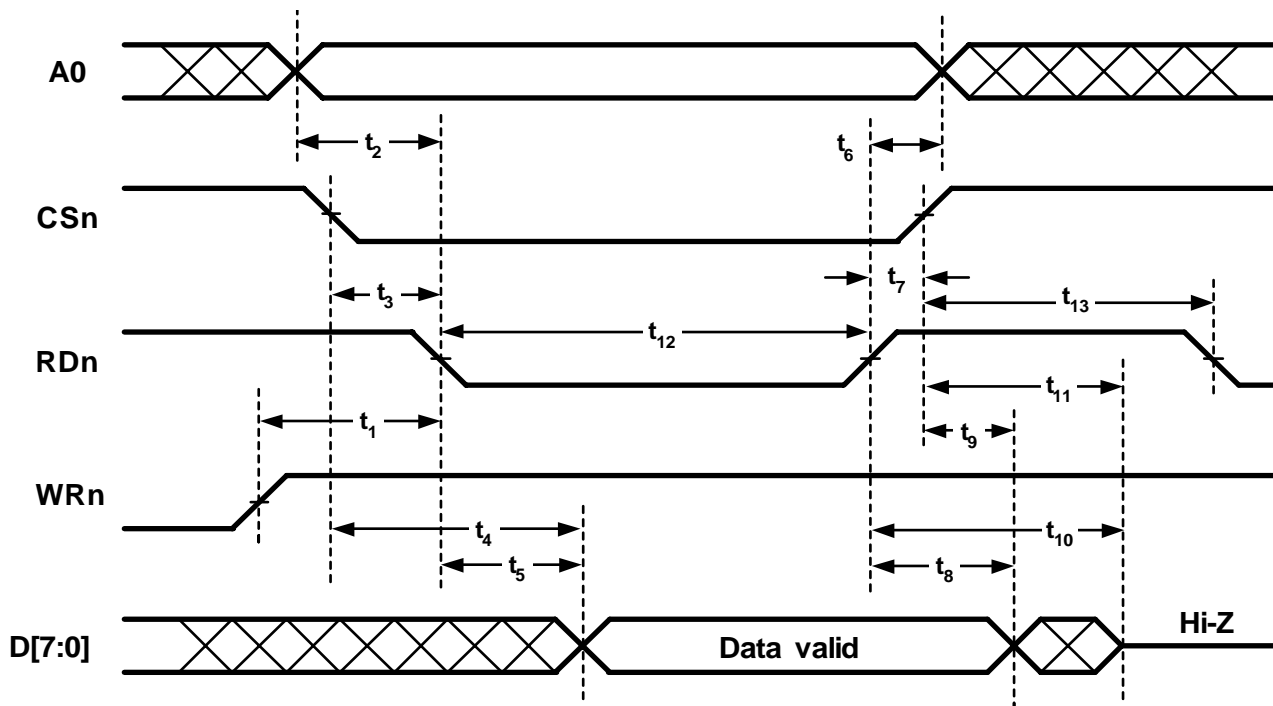 A0
t2
t6
CSn
t7
t3
t13
RDn
t12
t11
t1
t9
WRn
t4
t10
t5
t8
D[7:0]
Data valid
Hi-Z